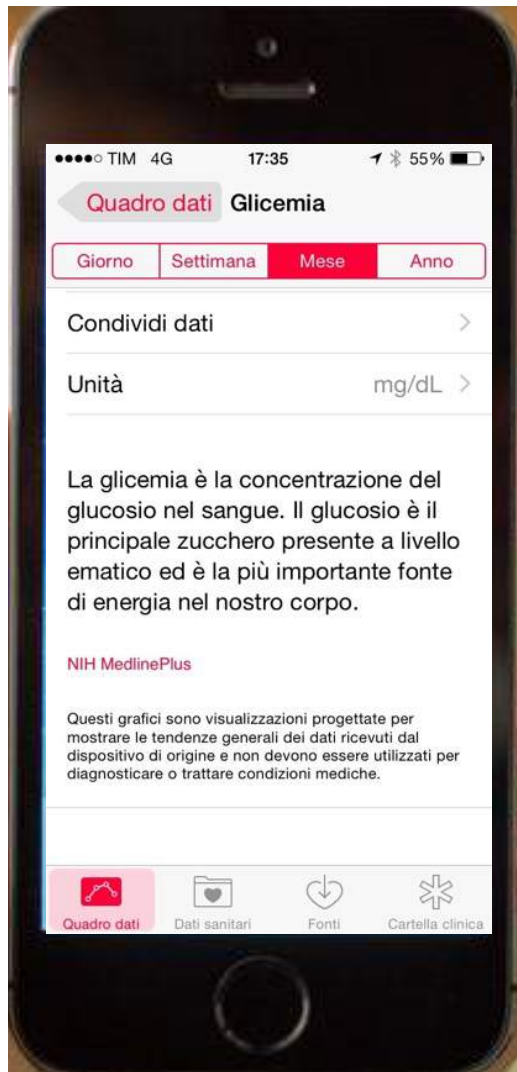 TIM 4G 17:35 55%
Quadro dati Glicemia
Giorno Settimana Mese Anno
Condividi dati
Unità mg/dL
La glicemia è la concentrazione del
glucosio nel sangue. Il glucosio è il
principale zucchero presente a livello
ematico ed è la più importante fonte
di energia nel nostro corpo.
NIH MedlinePlus
Questi grafici sono visualizzazioni progettate per
mostrare le tendenze generali dei dati ricevuti dal
dispositivo di origine e non devono essere utilizzati per
diagnosticare o trattare condizioni mediche.
Quadro dati Dati sanitari Fonti Cartella clinica